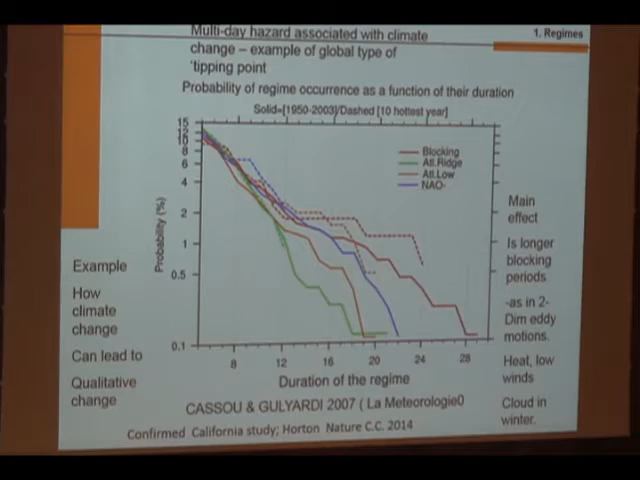 Multi-day hazard associated with climate
change – example of global type of
'tipping point
1. Regimes
Probability of regime occurrence as a function of their duration
Solid=[1950-2003]/Dashed [10 hottest year]
Blocking
Atl.Ridge
Atl.Low
NAO-
Probability (%)
15
12
10
8
6
4
2
1
0.5
0.1
8
12
16
20
24
28
Duration of the regime
Example
How
climate
change
Can lead to
Qualitative
change
Main
effect
Is longer
blocking
periods
-as in 2-
Dim eddy
motions.
Heat, low
winds
Cloud in
winter.
CASSOU & GULYARDI 2007 ( La Meteorologie0
Confirmed California study; Horton Nature C.C. 2014